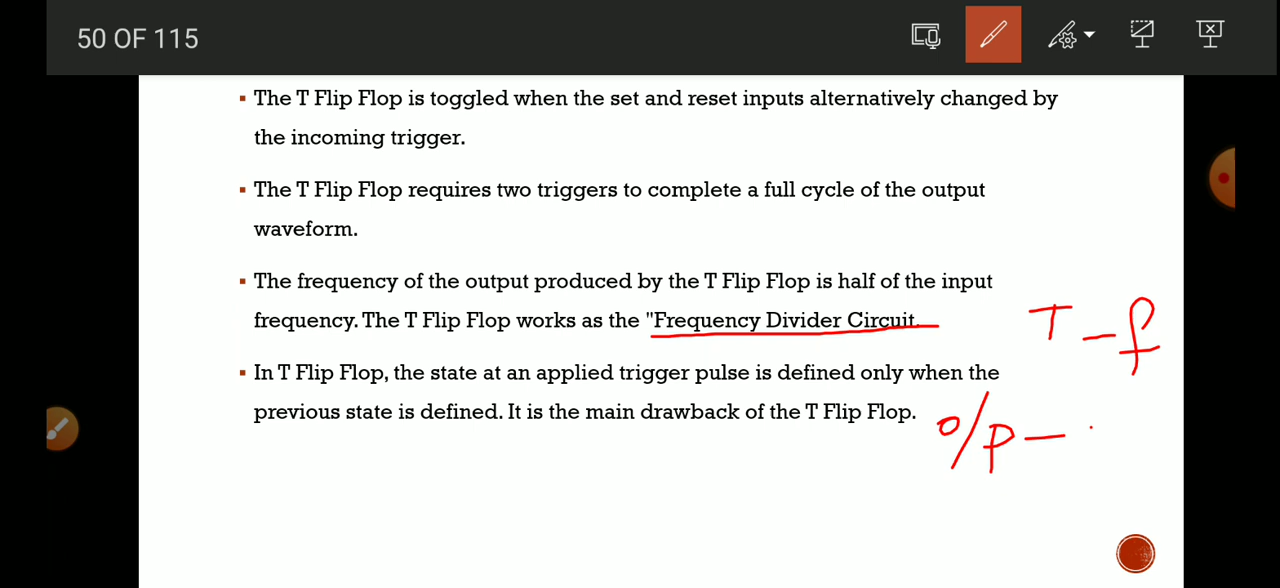 50 OF 115
▪ The T Flip Flop is toggled when the set and reset inputs alternatively changed by
the incoming trigger.
▪ The T Flip Flop requires two triggers to complete a full cycle of the output
waveform.
▪ The frequency of the output produced by the T Flip Flop is half of the input
frequency. The T Flip Flop works as the "Frequency Divider Circuit.
T - f
▪ In T Flip Flop, the state at an applied trigger pulse is defined only when the
previous state is defined. It is the main drawback of the T Flip Flop.
o/p -